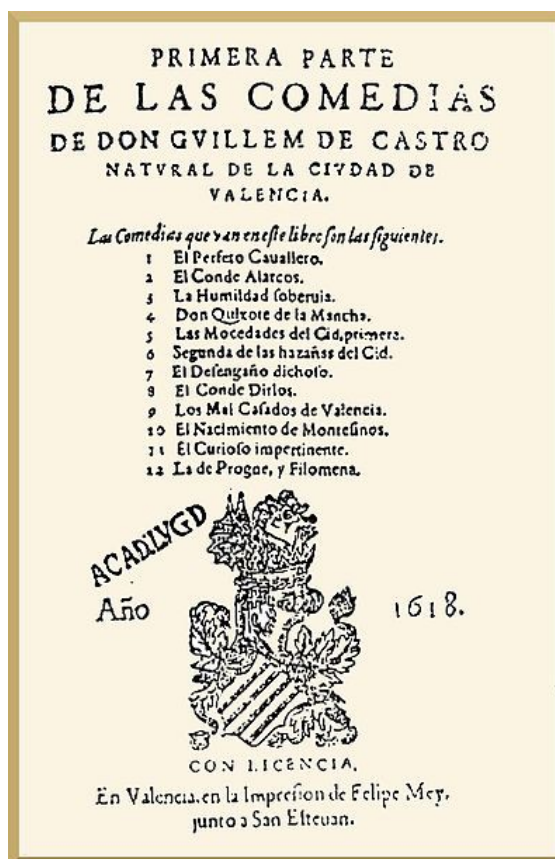 PRIMERA PARTE
DE LAS COMEDIAS
DE DON GVILLEM DE CASTRO
NATVRAL DE LA CIVDAD DE
VALENCIA.
Las Comedias que van en eſte libro ſon las ſiguientes.
1 El Perfeto Cauallero.
2 El Conde Alarcos.
3 La Humildad ſoberuia.
4 Don Quixote de la Mancha.
5 Las Mocedades del Cid, primera.
6 Segunda de las hazañas del Cid.
7 El Deſengaño dichoſo.
8 El Conde Dirlos.
9 Los Mal Caſados de Valencia.
10 El Nacimiento de Monteſinos.
11 El Curioſo impertinente.
12 La de Progne, y Filomena.
ACADLVGD
Año 1618.
CON LICENCIA,
En Valencia, en la Impreſion de Felipe Mey,
junto a San Eſteuan.